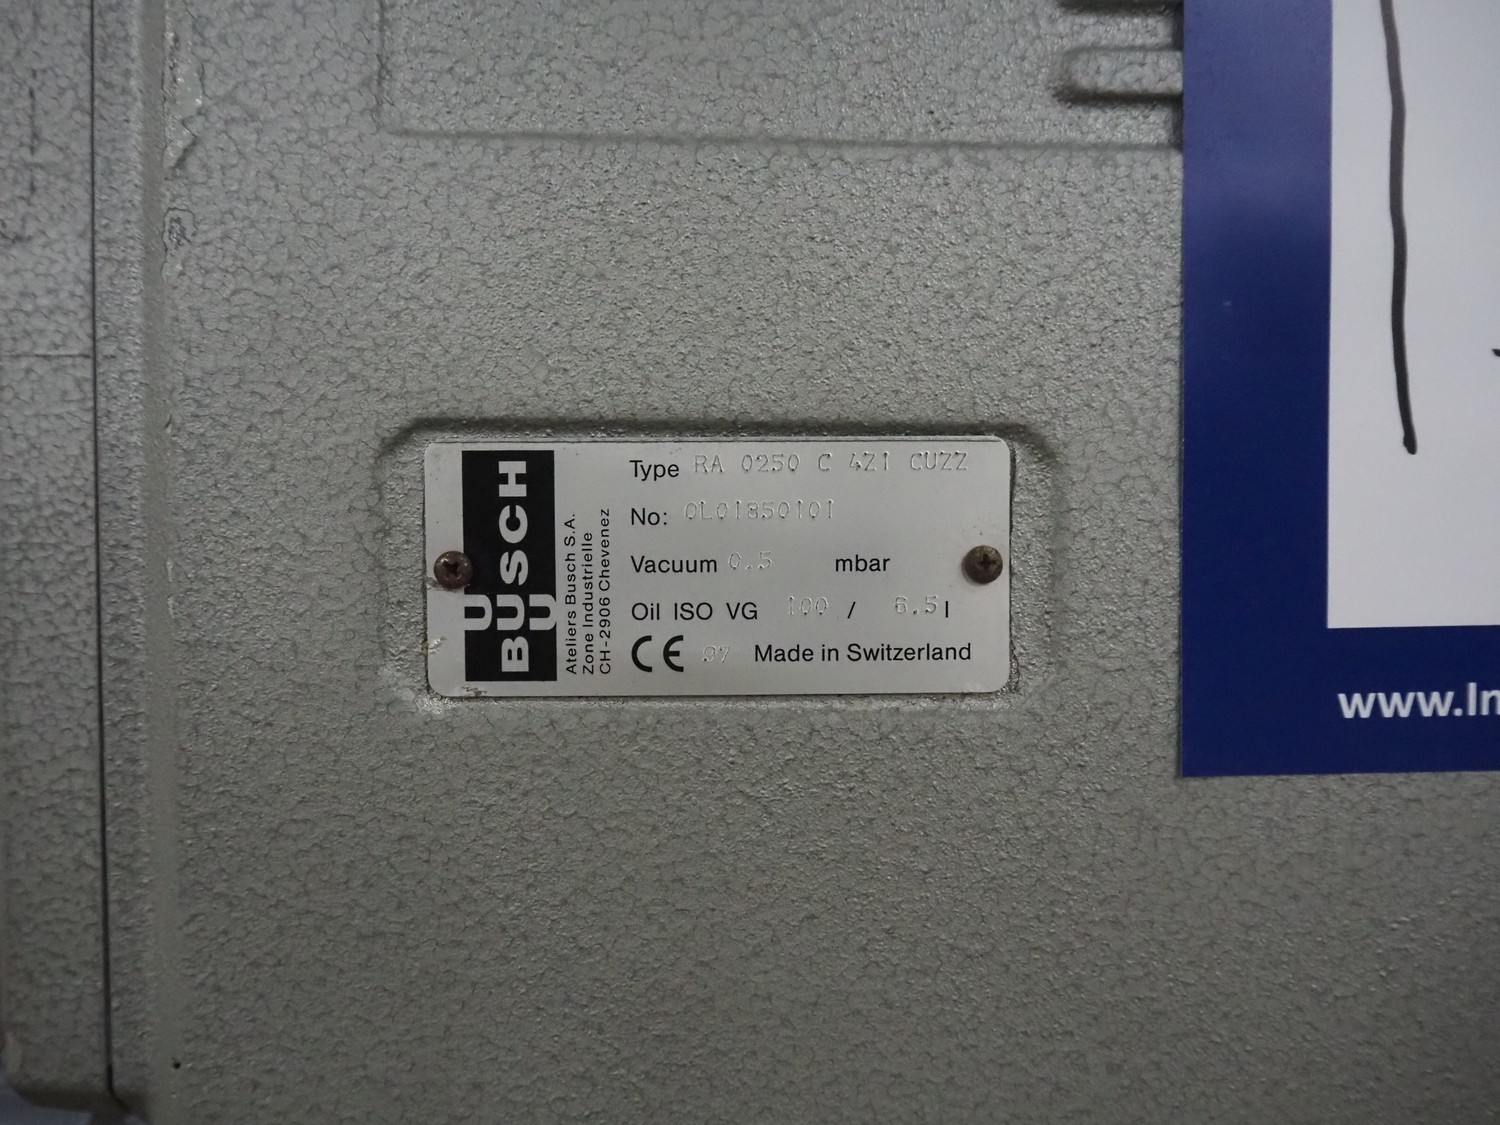 BUSCH
Ateliers Busch S.A.
Zone Industrielle
CH-2906 Chevenez
Type RA 0250 C 4Z1 CUZZ
No: 0L01850101
Vacuum 0.5 mbar
Oil ISO VG 100 / 6.5 l
CE 97 Made in Switzerland
www.In